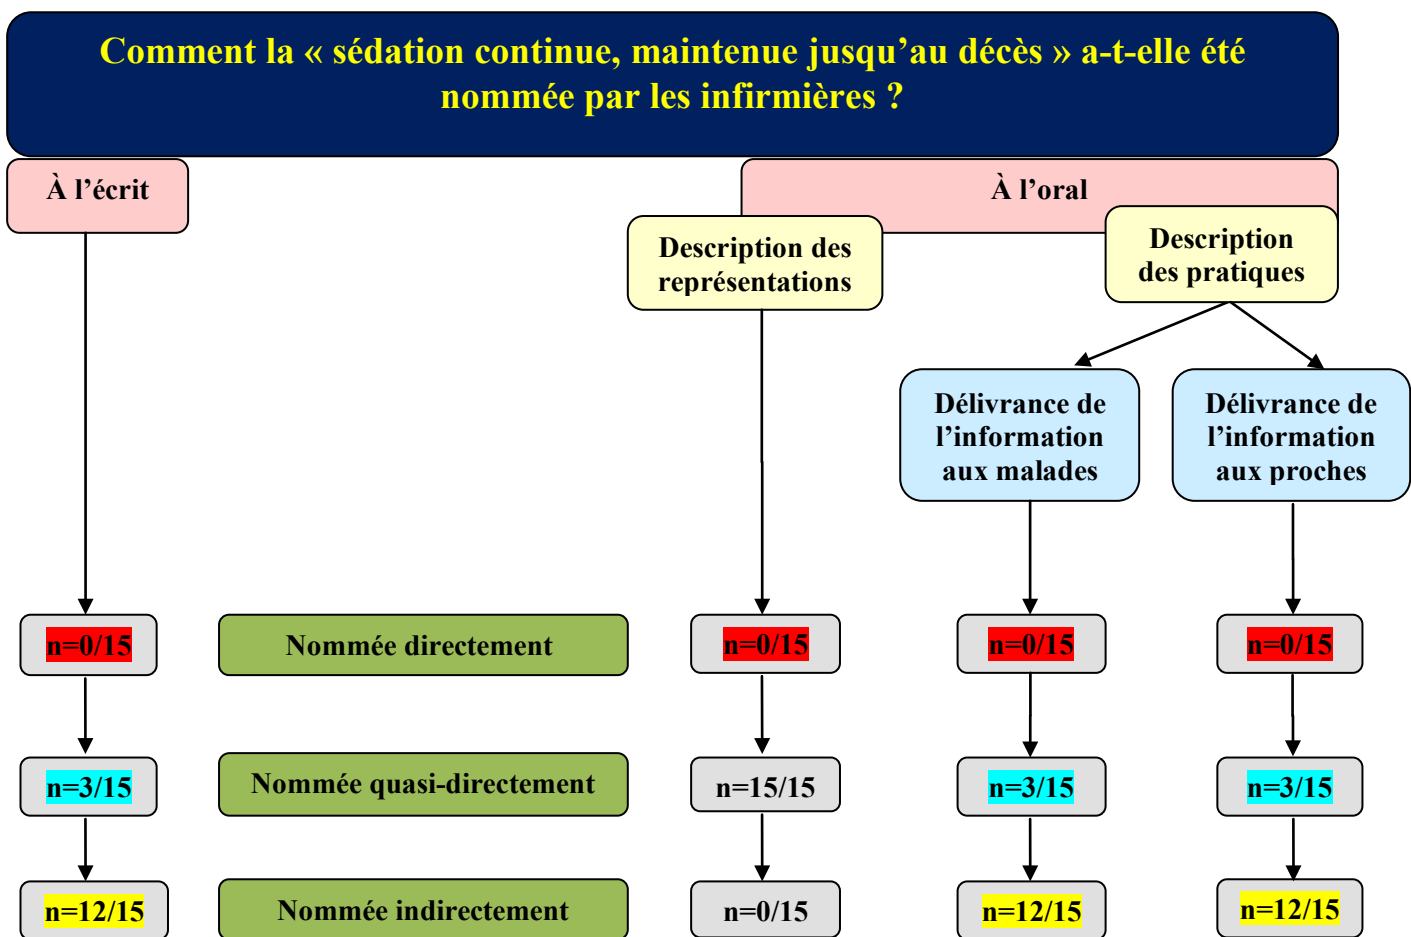 Comment la « sédation continue, maintenue jusqu’au décès » a-t-elle été
nommée par les infirmières ?
À l’écrit
À l’oral
Description des
représentations
Description
des pratiques
Délivrance de
l’information
aux malades
Délivrance de
l’information
aux proches
n=0/15
Nommée directement
n=0/15
n=0/15
n=0/15
n=3/15
Nommée quasi-directement
n=15/15
n=3/15
n=3/15
n=12/15
Nommée indirectement
n=0/15
n=12/15
n=12/15